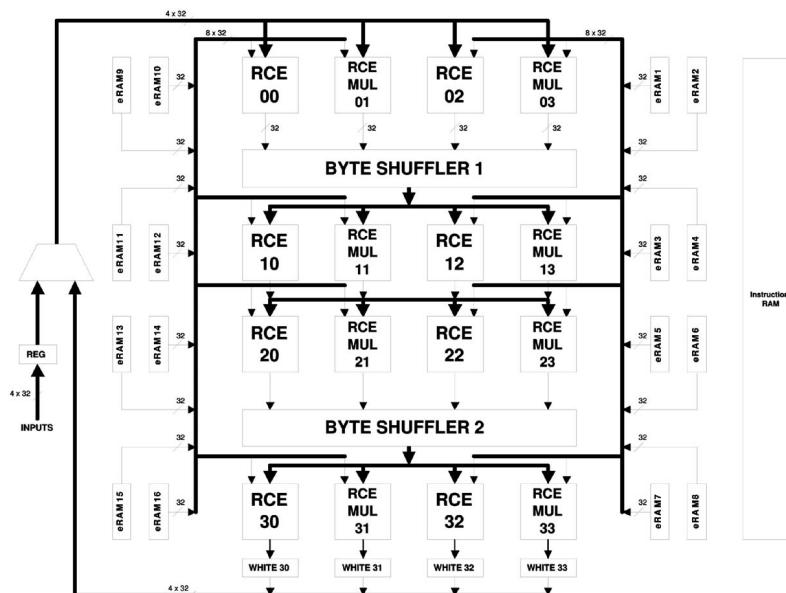 4 x 32
8 x 32
8 x 32
eRAM9
eRAM10
32
RCE
00
RCE
MUL
01
RCE
02
RCE
MUL
03
32
eRAM1
eRAM2
32
32
32
32
32
32
BYTE SHUFFLER 1
32
32
eRAM11
eRAM12
32
RCE
10
RCE
MUL
11
RCE
12
RCE
MUL
13
32
eRAM3
eRAM4
Instruction
RAM
REG
4 x 32
INPUTS
eRAM13
eRAM14
32
RCE
20
RCE
MUL
21
RCE
22
RCE
MUL
23
32
eRAM5
eRAM6
32
32
BYTE SHUFFLER 2
32
32
eRAM15
eRAM16
32
RCE
30
RCE
MUL
31
RCE
32
RCE
MUL
33
32
eRAM7
eRAM8
WHITE 30
WHITE 31
WHITE 32
WHITE 33
4 x 32